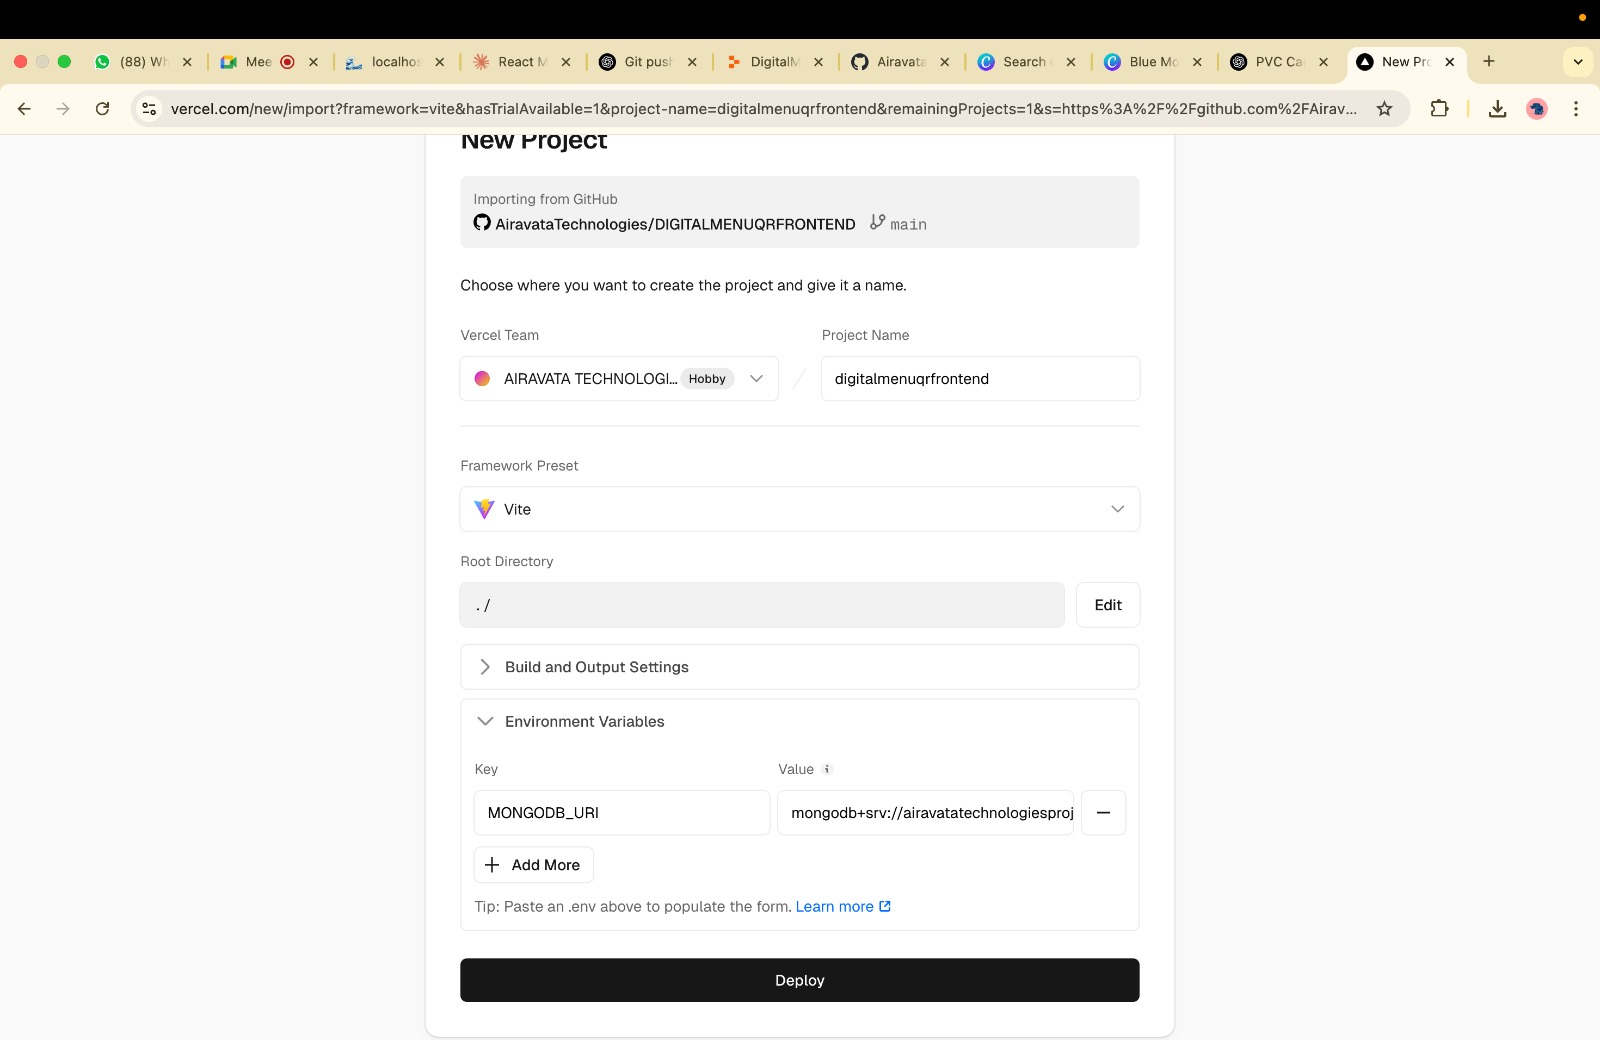 (88) Wh
Mee
localhos
React M
Git push
DigitalM
Airavata
Search
Blue Mo
PVC Ca
New Pro
vercel.com/new/import?framework=vite&hasTrialAvailable=1&project-name=digitalmenuqrfrontend&remainingProjects=1&s=https%3A%2F%2Fgithub.com%2FAirav...
New Project
Importing from GitHub
AiravataTechnologies/DIGITALMENUQRFRONTEND main
Choose where you want to create the project and give it a name.
Vercel Team
Project Name
AIRAVATA TECHNOLOGI... Hobby
/
digitalmenuqrfrontend
Framework Preset
Vite
Root Directory
./
Edit
Build and Output Settings
Environment Variables
Key
Value
MONGODB_URI
mongodb+srv://airavatatechnologiesproj
Add More
Tip: Paste an .env above to populate the form. Learn more
Deploy